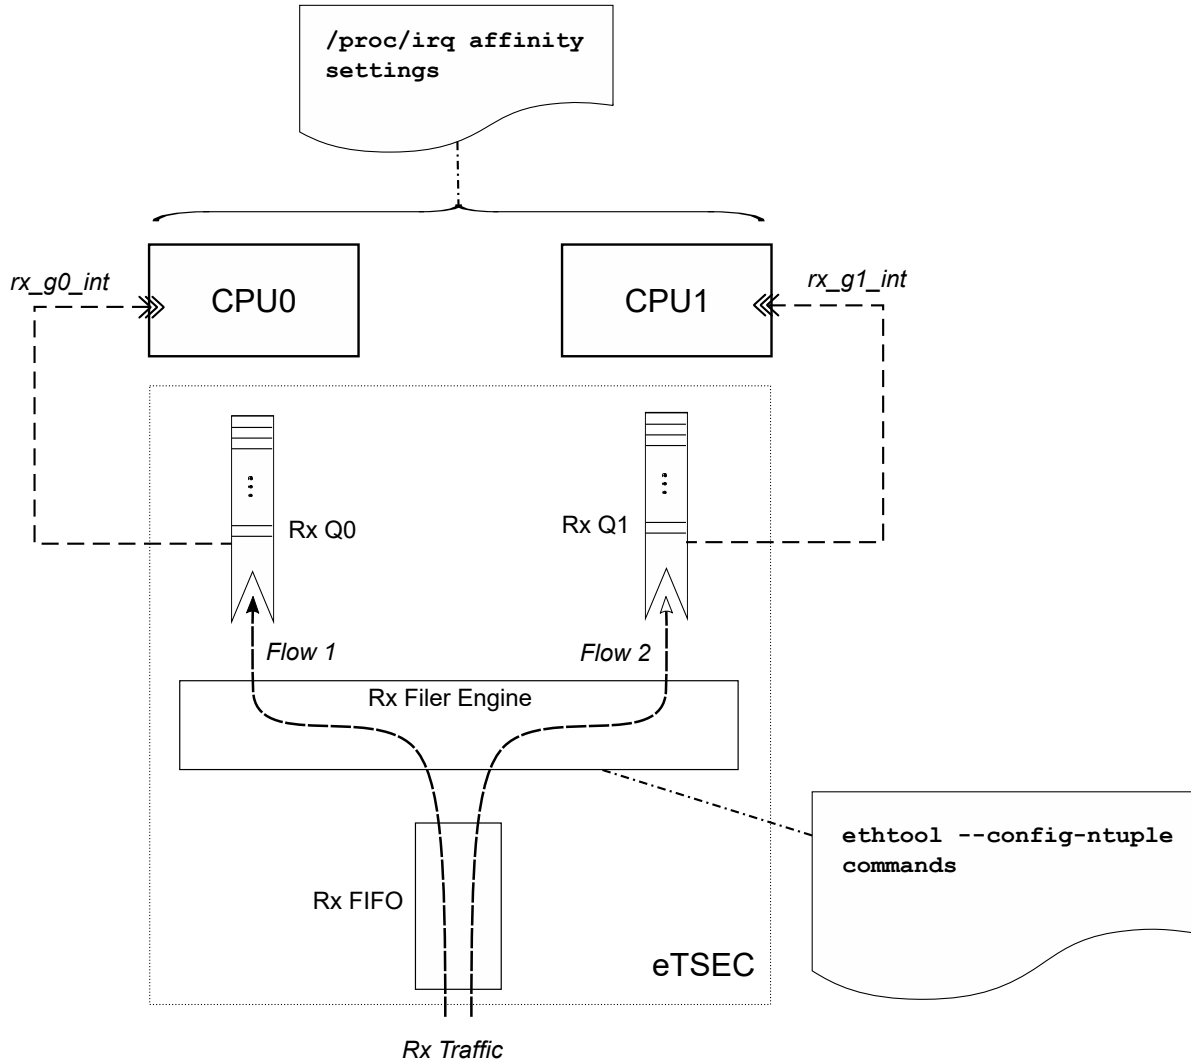 /proc/irq affinity
settings
rx_g0_int
rx_g1_int
CPU0
CPU1
Rx Q0
Rx Q1
Flow 1
Flow 2
Rx Filer Engine
ethtool --config-ntuple
commands
Rx FIFO
eTSEC
Rx Traffic